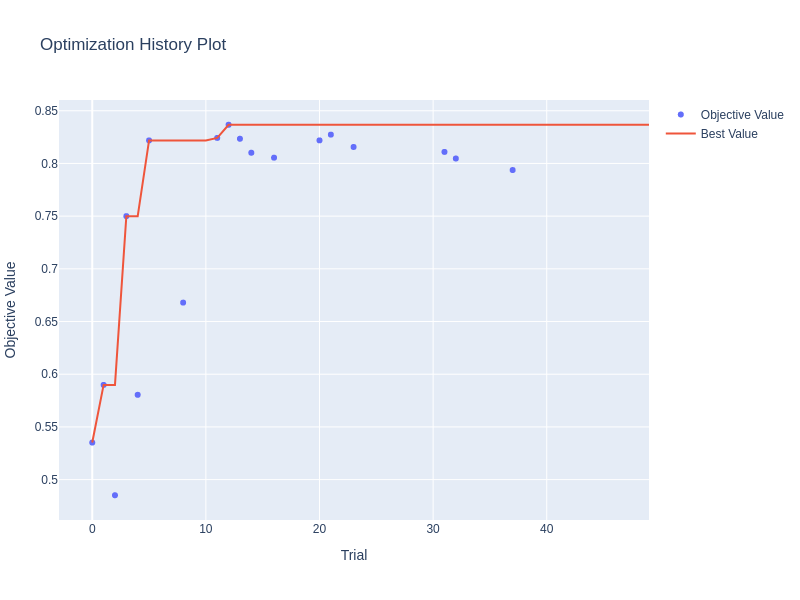 Optimization History Plot
Objective Value
Best Value
0.85
0.8
0.75
0.7
0.65
0.6
0.55
0.5
Objective Value
0
10
20
30
40
Trial